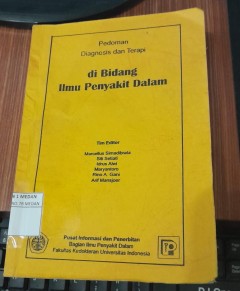 Pedoman
Diagnosis dan Terapi
di Bidang
Ilmu Penyakit Dalam
Tim Editor
Marcellus Simadibrata
Siti Setiati
Idrus Alwi
Maryantoro
Rino A. Gani
Arif Mansjoer
Pusat Informasi dan Penerbitan
Bagian Ilmu Penyakit Dalam
Fakultas Kedokteran Universitas Indonesia